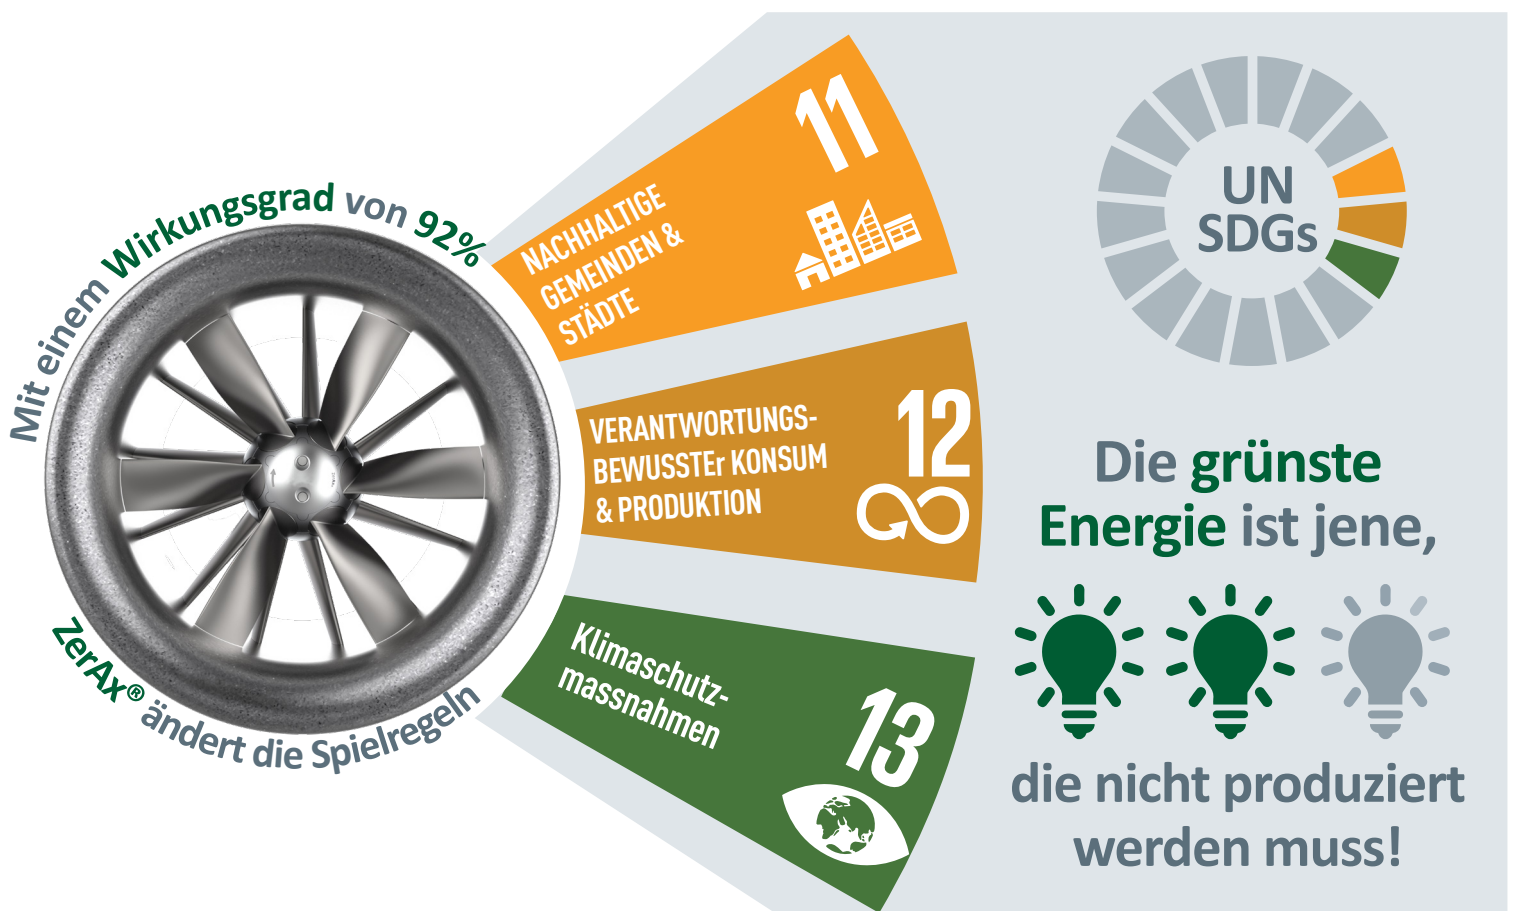 Mit einem Wirkungsgrad von 92%
ZerAx® ändert die Spielregeln
11
NACHHALTIGE
GEMEINDEN &
STÄDTE
12
VERANTWORTUNGS-
BEWUSSTEr KONSUM
& PRODUKTION
13
Klimaschutz-
massnahmen
UN
SDGs
Die grünste
Energie ist jene,
die nicht produziert
werden muss!